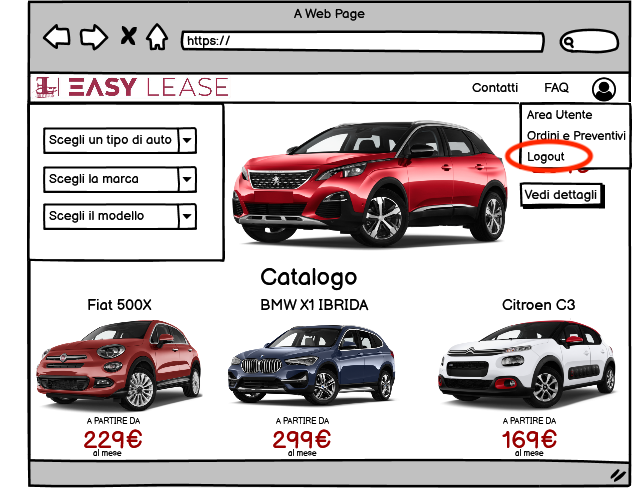 A Web Page
https://
EASY LEASE
Contatti
FAQ
Area Utente
Ordini e Preventivi
Logout
Scegli un tipo di auto
Scegli la marca
Scegli il modello
Vedi dettagli
Catalogo
Fiat 500X
BMW X1 IBRIDA
Citroen C3
A PARTIRE DA
229€
al mese
A PARTIRE DA
299€
al mese
A PARTIRE DA
169€
al mese